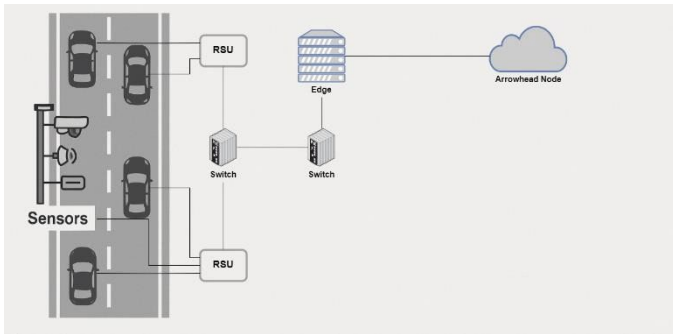 RSU
Edge
Arrowhead Node
Switch
Switch
Sensors
RSU